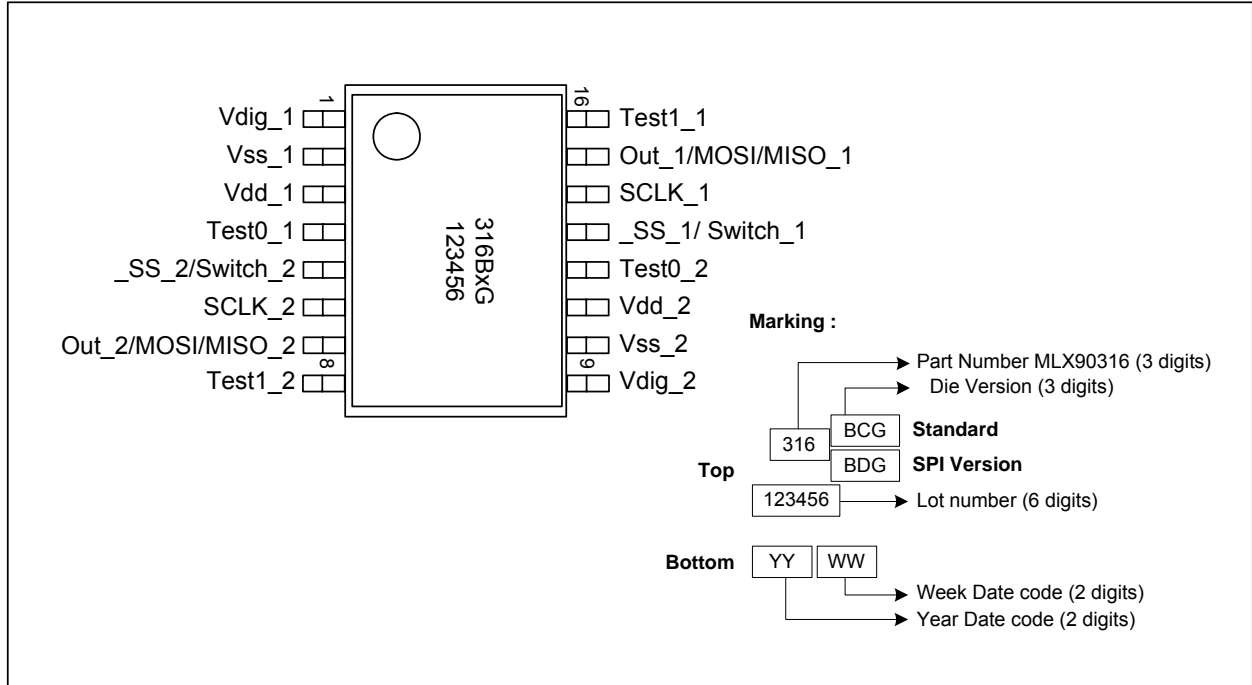 1
16
Vdig_1
Test1_1
Vss_1
Out_1/MOSI/MISO_1
Vdd_1
SCLK_1
Test0_1
_SS_1/ Switch_1
_SS_2/Switch_2
Test0_2
SCLK_2
Vdd_2
Out_2/MOSI/MISO_2
Vss_2
8
9
Test1_2
Vdig_2
316BxG
123456
Marking :
Part Number MLX90316 (3 digits)
Die Version (3 digits)
316
BCG
Standard
BDG
SPI Version
Top
123456
Lot number (6 digits)
Bottom
YY
WW
Week Date code (2 digits)
Year Date code (2 digits)